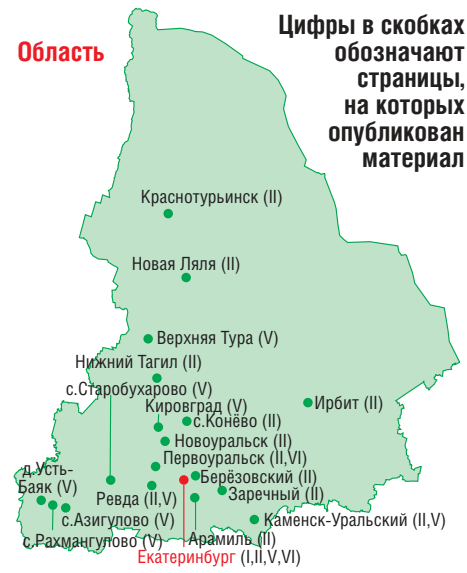 Область
Цифры в скобках
обозначают
страницы,
на которых
опубликован
материал
Краснотурьинск (II)
Новая Ляля (II)
Верхняя Тура (V)
Нижний Тагил (II)
с.Старобухарово (V)
Кировград (V)
Ирбит (II)
с.Конёво (II)
Новоуральск (II)
Первоуральск (II,VI)
д.Усть-
Баяк (V)
Берёзовский (II)
Ревда (II,V)
Заречный (II)
с.Азигулово (V)
Каменск-Уральский (II,V)
с.Рахмангулово (V)
Арамиль (II)
Екатеринбург (I,II,V,VI)